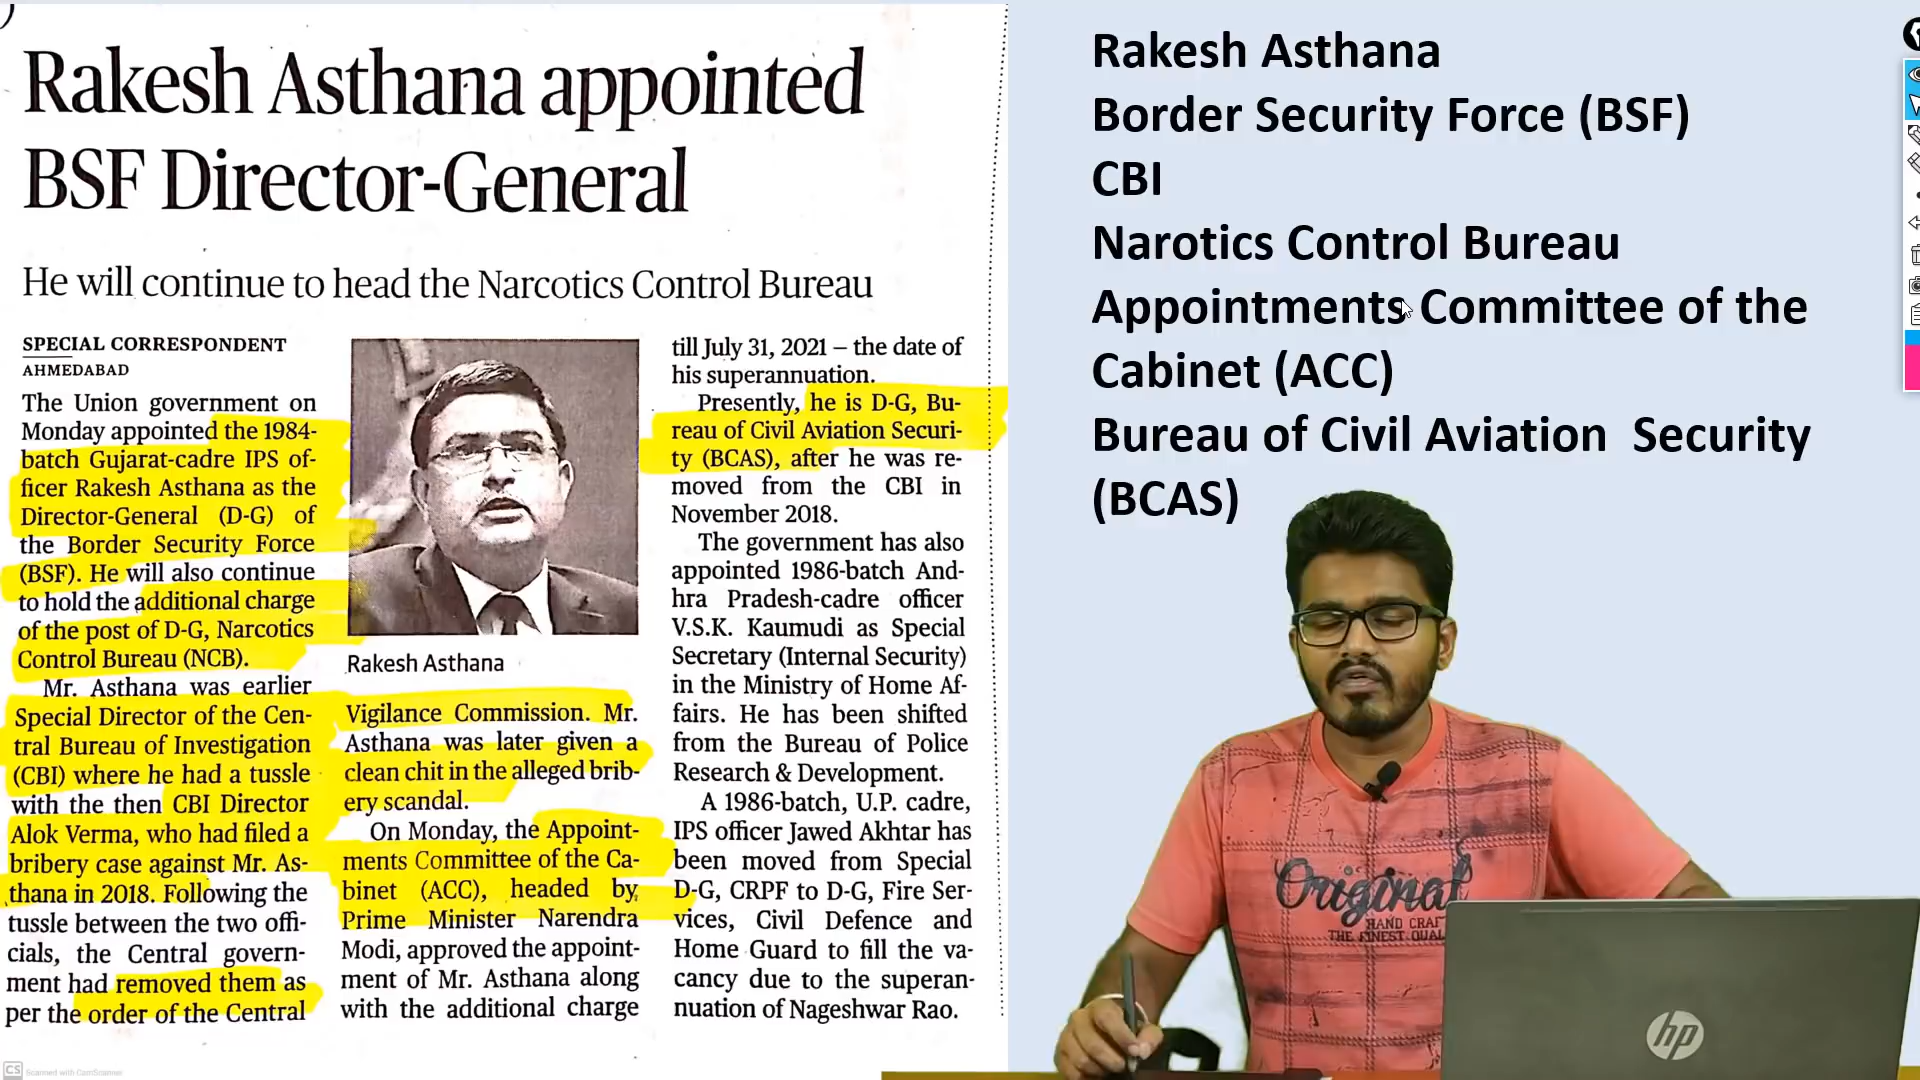 Rakesh Asthana appointed
BSF Director-General
He will continue to head the Narcotics Control Bureau
SPECIAL CORRESPONDENT
AHMEDABAD
The Union government on
Monday appointed the 1984-
batch Gujarat-cadre IPS of-
ficer Rakesh Asthana as the
Director-General (D-G) of
the Border Security Force
(BSF). He will also continue
to hold the additional charge
of the post of D-G, Narcotics
Control Bureau (NCB).
Mr. Asthana was earlier
Special Director of the Cen-
tral Bureau of Investigation
(CBI) where he had a tussle
with the then CBI Director
Alok Verma, who had filed a
bribery case against Mr. As-
thana in 2018. Following the
tussle between the two offi-
cials, the Central govern-
ment had removed them as
per the order of the Central
Rakesh Asthana
Vigilance Commission. Mr.
Asthana was later given a
clean chit in the alleged brib-
ery scandal.
On Monday, the Appoint-
ments Committee of the Ca-
binet (ACC), headed by
Prime Minister Narendra
Modi, approved the appoint-
ment of Mr. Asthana along
with the additional charge
till July 31, 2021 – the date of
his superannuation.
Presently, he is D-G, Bu-
reau of Civil Aviation Securi-
ty (BCAS), after he was re-
moved from the CBI in
November 2018.
The government has also
appointed 1986-batch And-
hra Pradesh-cadre officer
V.S.K. Kaumudi as Special
Secretary (Internal Security)
in the Ministry of Home Af-
fairs. He has been shifted
from the Bureau of Police
Research & Development.
A 1986-batch, U.P. cadre,
IPS officer Jawed Akhtar has
been moved from Special
D-G, CRPF to D-G, Fire Ser-
vices, Civil Defence and
Home Guard to fill the va-
cancy due to the superan-
nuation of Nageshwar Rao.
CS Scanned with CamScanner
Rakesh Asthana
Border Security Force (BSF)
CBI
Narotics Control Bureau
Appointments Committee of the
Cabinet (ACC)
Bureau of Civil Aviation Security
(BCAS)
Original
HAND CRAF
THE FINEST QUAL
hp